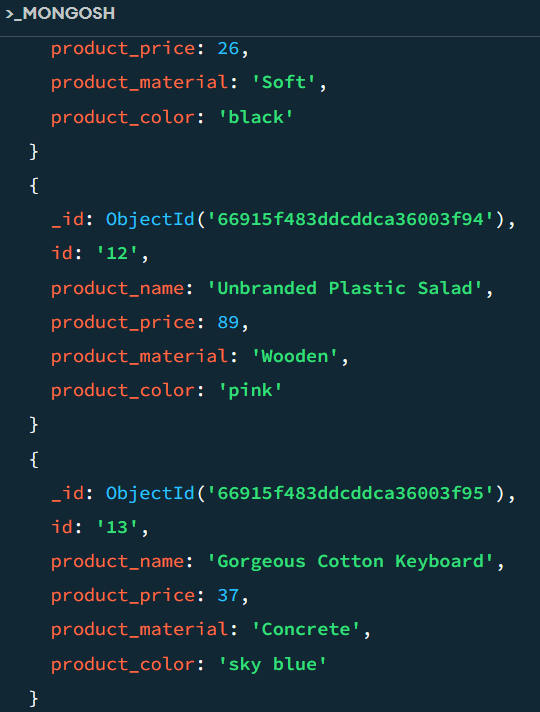 >_MONGOSH
product_price: 26,
product_material: 'Soft',
product_color: 'black'
}
{
_id: ObjectId('66915f483ddcddca36003f94'),
id: '12',
product_name: 'Unbranded Plastic Salad',
product_price: 89,
product_material: 'Wooden',
product_color: 'pink'
}
{
_id: ObjectId('66915f483ddcddca36003f95'),
id: '13',
product_name: 'Gorgeous Cotton Keyboard',
product_price: 37,
product_material: 'Concrete',
product_color: 'sky blue'
}